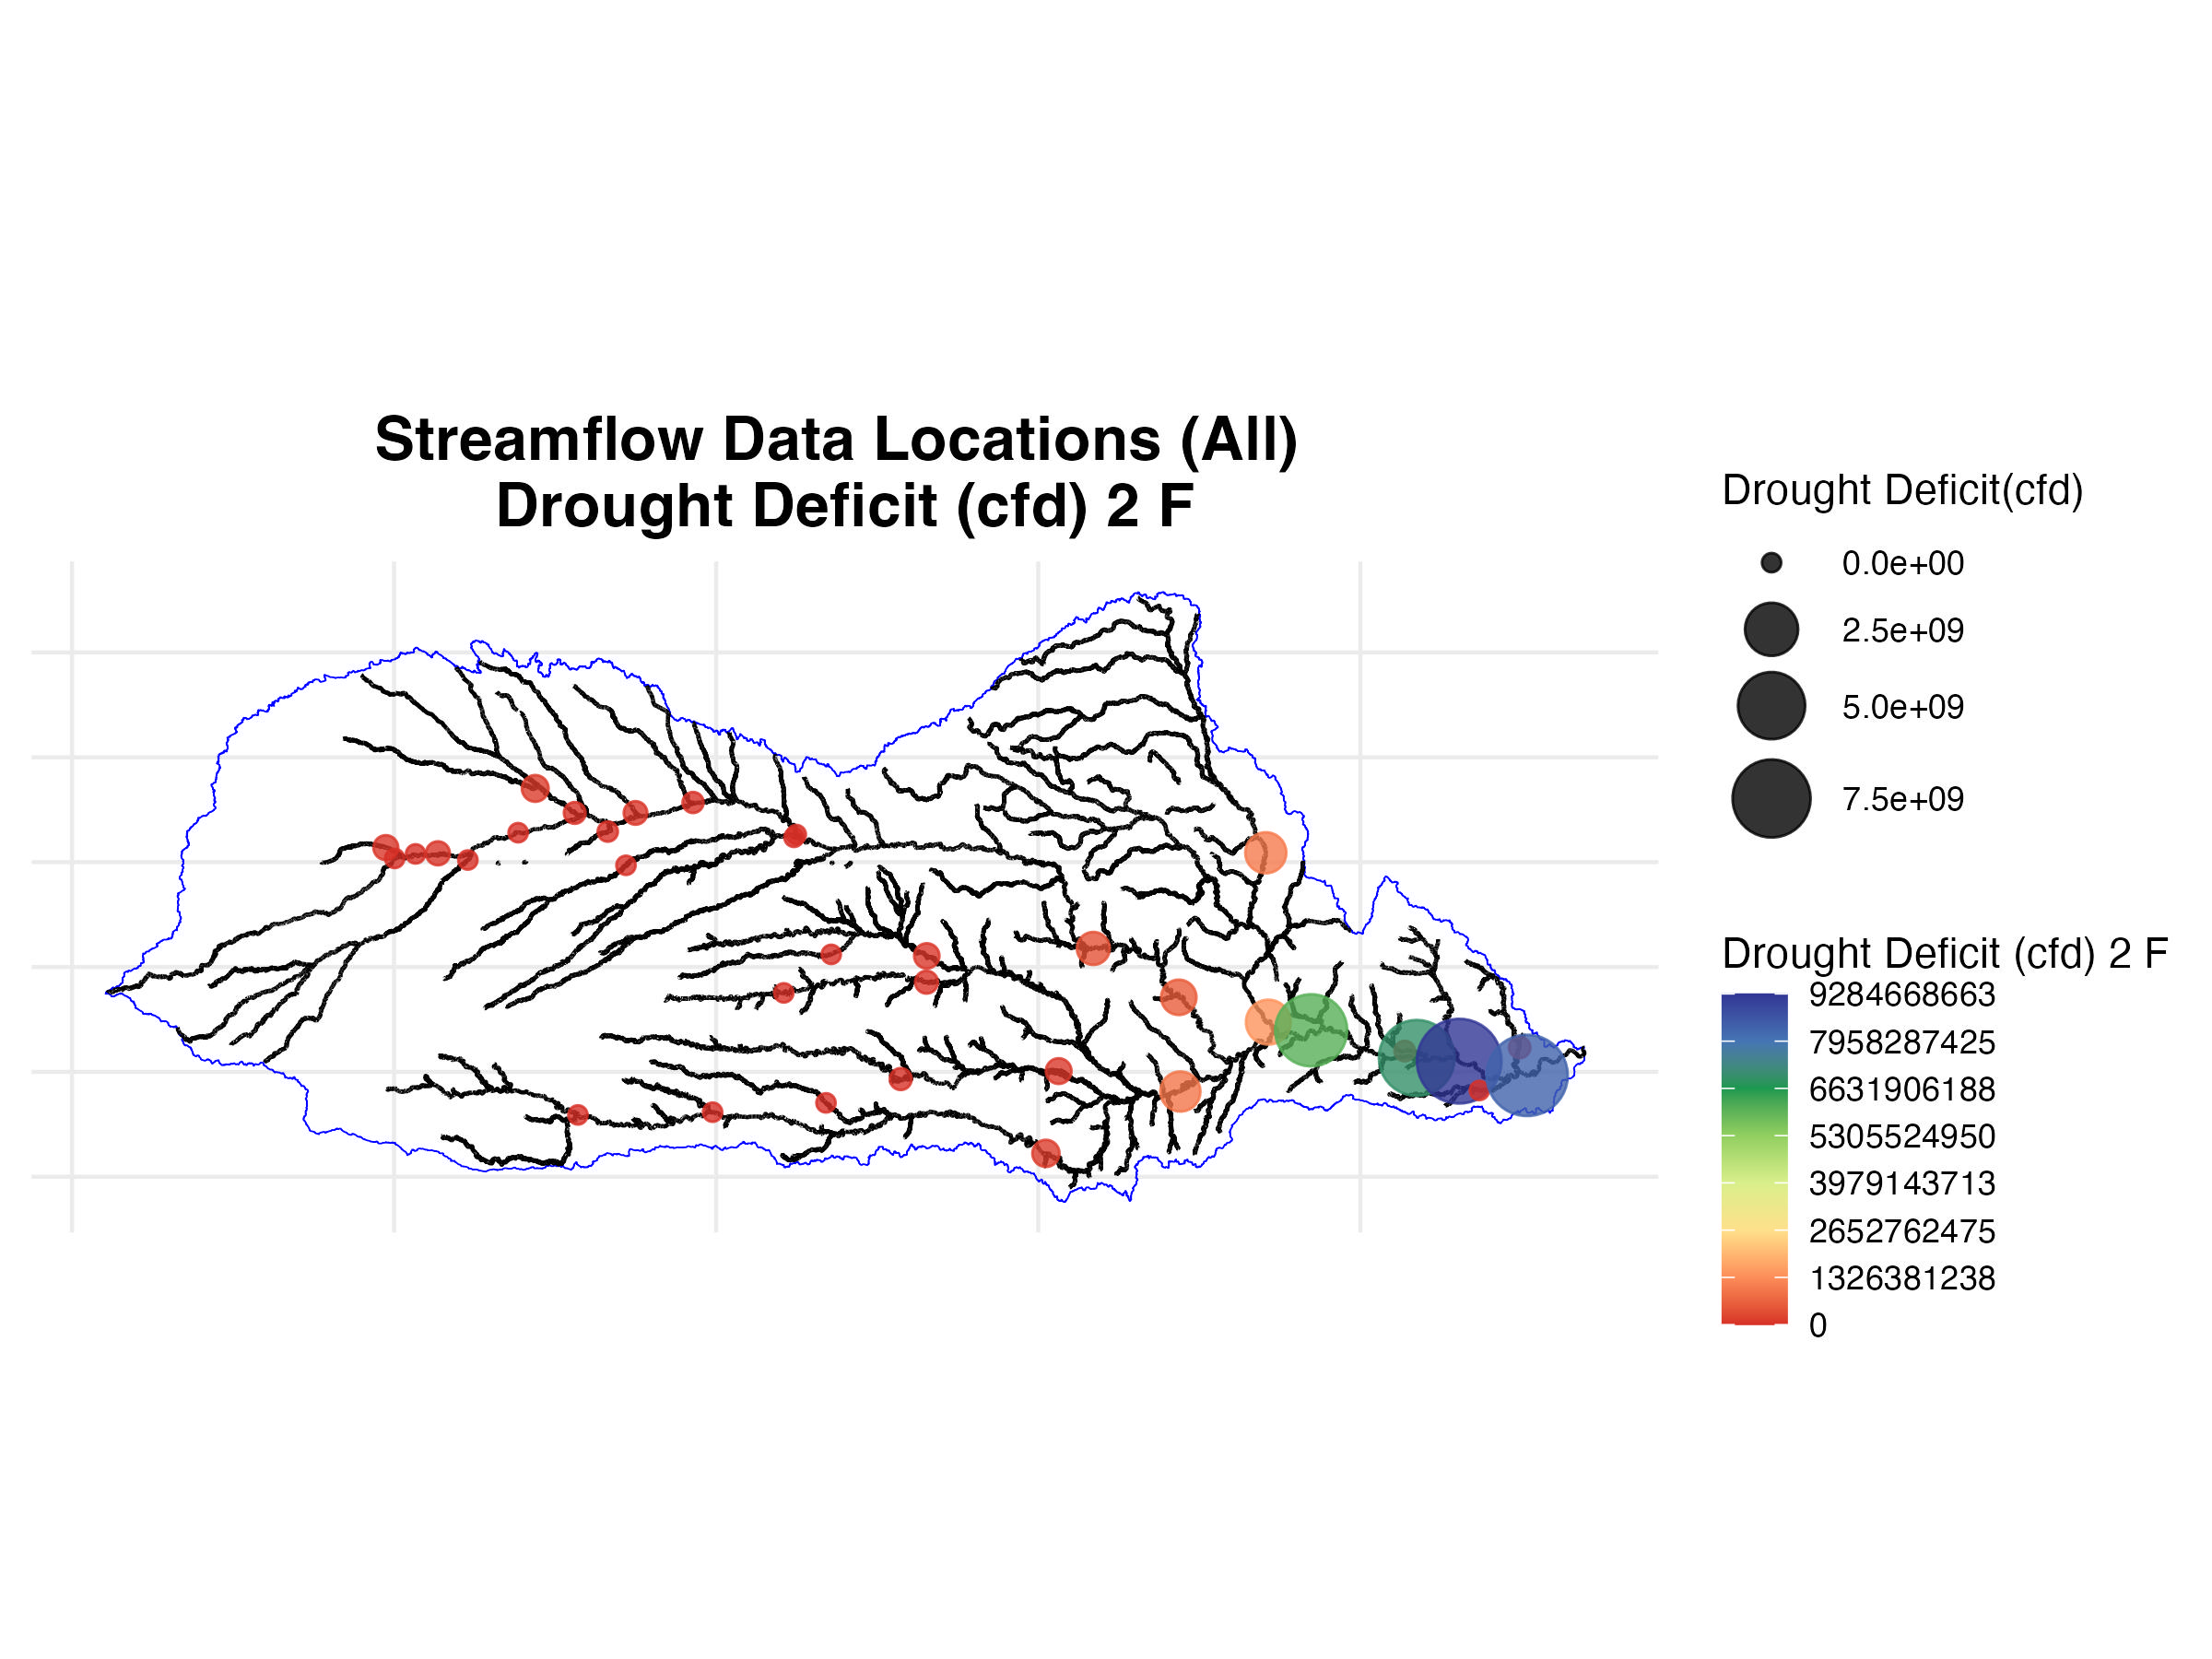 Streamflow Data Locations (All)
Drought Deficit (cfd) 2 F
Drought Deficit(cfd)
0.0e+00
2.5e+09
5.0e+09
7.5e+09
Drought Deficit (cfd) 2 F
9284668663
7958287425
6631906188
5305524950
3979143713
2652762475
1326381238
0